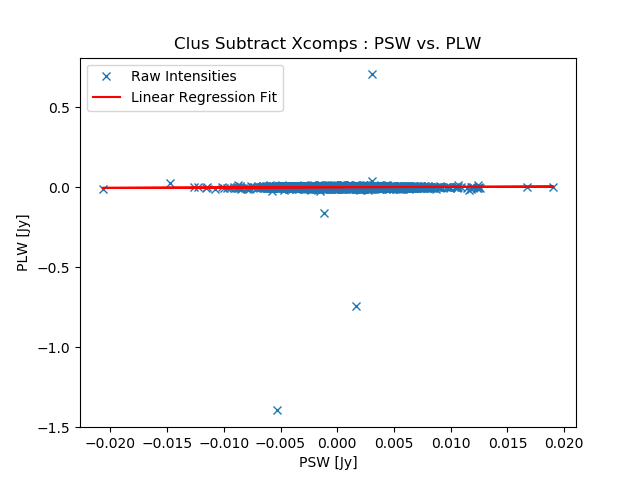 Clus Subtract Xcomps : PSW vs. PLW
Raw Intensities
Linear Regression Fit
0.5
0.0
−0.5
−1.0
−1.5
PLW [Jy]
−0.020 −0.015 −0.010 −0.005 0.000 0.005 0.010 0.015 0.020
PSW [Jy]